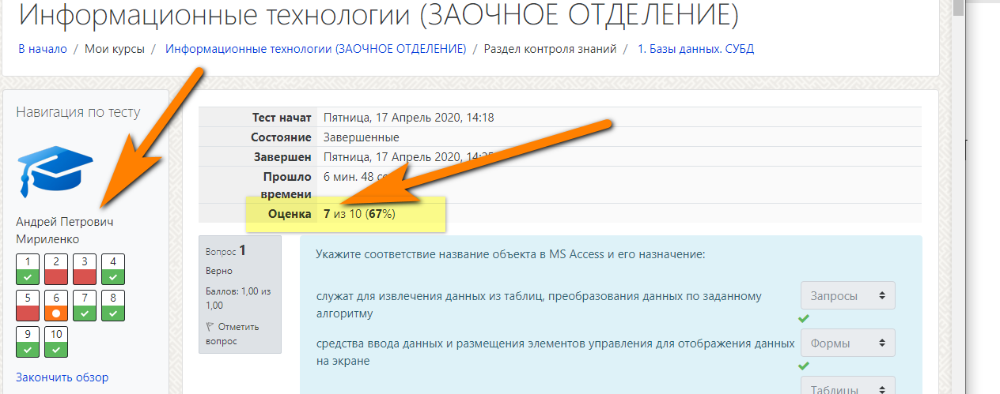 Информационные технологии (ЗАОЧНОЕ ОТДЕЛЕНИЕ)
В начало / Мои курсы / Информационные технологии (ЗАОЧНОЕ ОТДЕЛЕНИЕ) / Раздел контроля знаний / 1. Базы данных. СУБД
Навигация по тесту
Андрей Петрович
Мириленко
1 2 3 4
5 6 7 8
9 10
Закончить обзор
Тест начат Пятница, 17 Апрель 2020, 14:18
Состояние Завершенные
Завершен Пятница, 17 Апрель 2020,
Прошло 6 мин. 48
времени
Оценка 7 из 10 (67%)
Вопрос 1
Верно
Баллов: 1,00 из
1,00
Отметить
вопрос
Укажите соответствие название объекта в MS Access и его назначение:
служат для извлечения данных из таблиц, преобразования данных по заданному
алгоритму
Запросы
средства ввода данных и размещения элементов управления для отображения данных
на экране
Формы
Таблицы